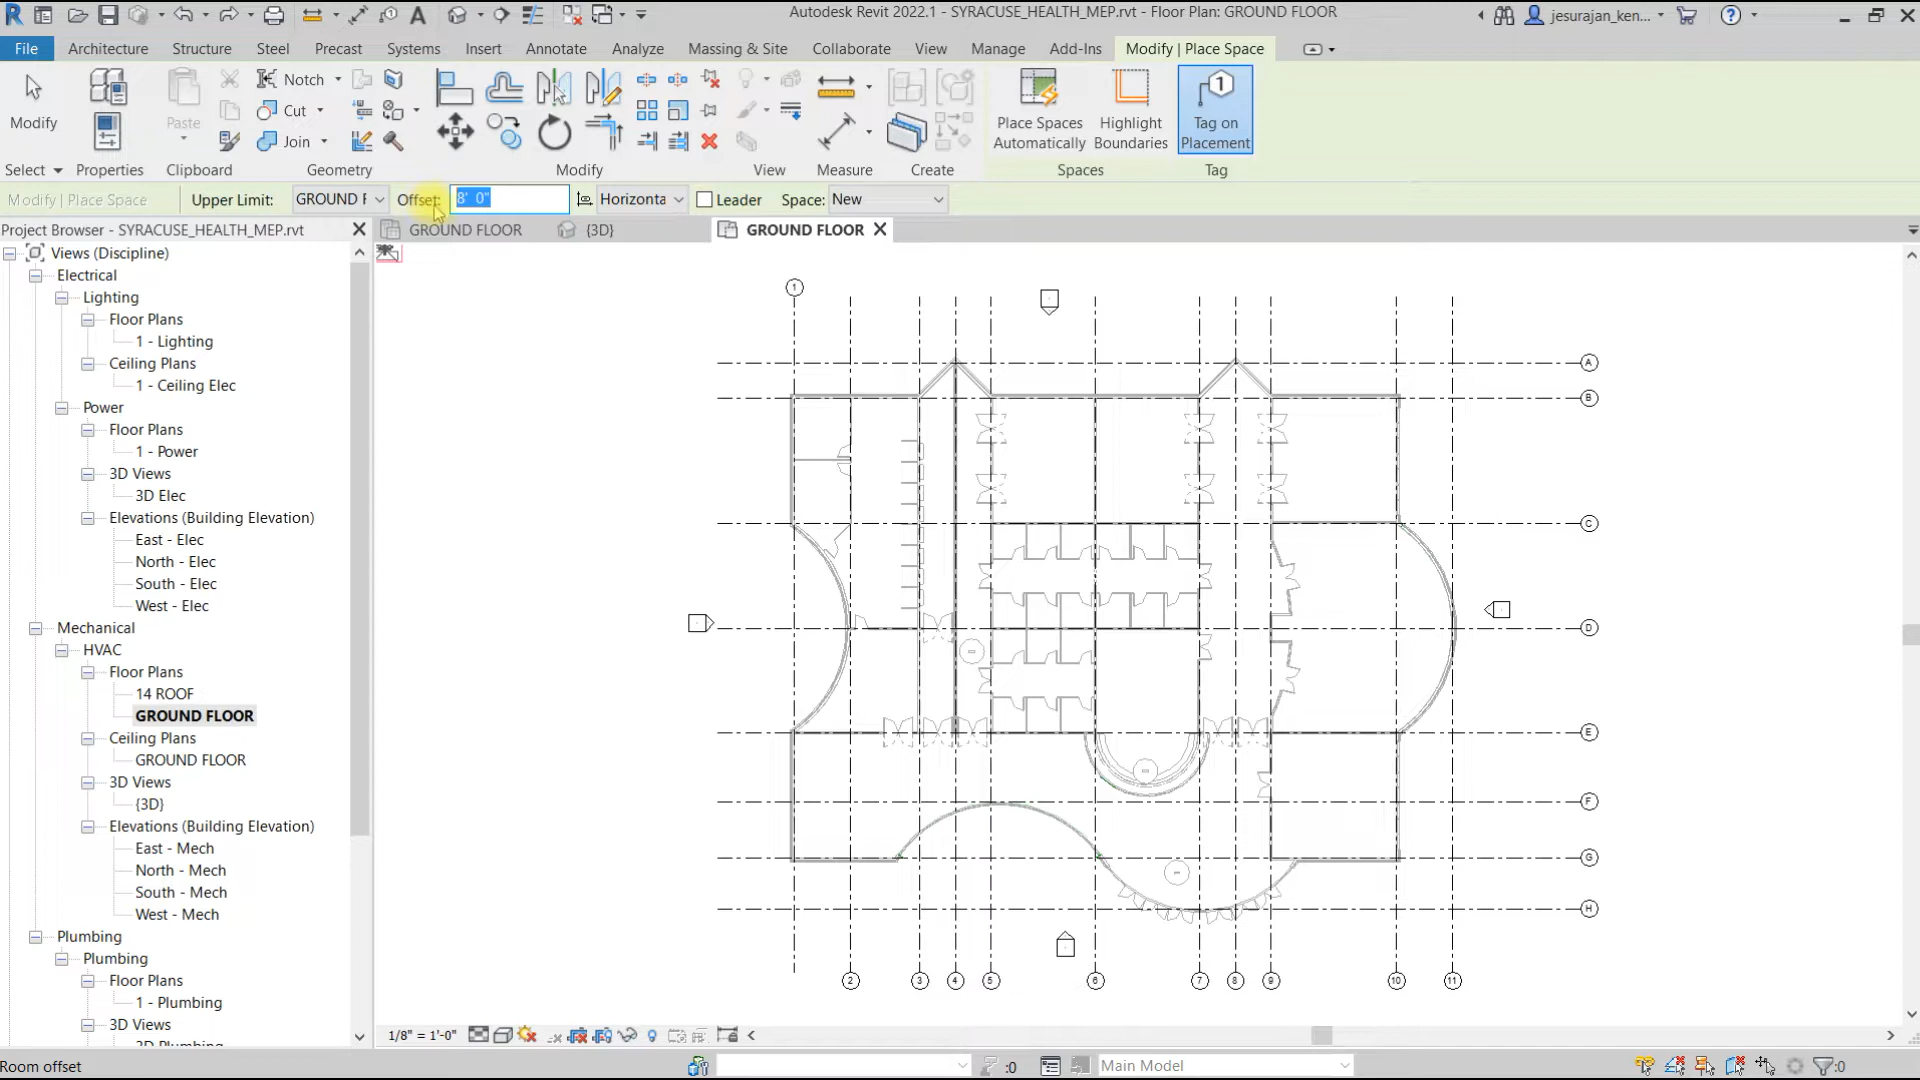 Autodesk Revit 2022.1 - SYRACUSE_HEALTH_MEP.rvt - Floor Plan: GROUND FLOOR
jesurajan_ken...
File Architecture Structure Steel Precast Systems Insert Annotate Analyze Massing & Site Collaborate View Manage Add-Ins Modify | Place Space
Modify
Paste
Notch
Cut
Join
Place Spaces
Automatically
Highlight
Boundaries
Tag on
Placement
Select Properties Clipboard Geometry Modify View Measure Create Spaces Tag
Modify | Place Space Upper Limit: GROUND F Offset: 8' 0" Horizonta Leader Space: New
Project Browser - SYRACUSE_HEALTH_MEP.rvt
GROUND FLOOR {3D} GROUND FLOOR
Views (Discipline)
Electrical
Lighting
Floor Plans
1 - Lighting
Ceiling Plans
1 - Ceiling Elec
Power
Floor Plans
1 - Power
3D Views
3D Elec
Elevations (Building Elevation)
East - Elec
North - Elec
South - Elec
West - Elec
Mechanical
HVAC
Floor Plans
14 ROOF
GROUND FLOOR
Ceiling Plans
GROUND FLOOR
3D Views
{3D}
Elevations (Building Elevation)
East - Mech
North - Mech
South - Mech
West - Mech
Plumbing
Plumbing
Floor Plans
1 - Plumbing
3D Views
3D Plumbing
1
A
B
C
D
E
F
G
H
2 3 4 5 6 7 8 9 10 11
1/8" = 1'-0"
Room offset
:0
Main Model
:0